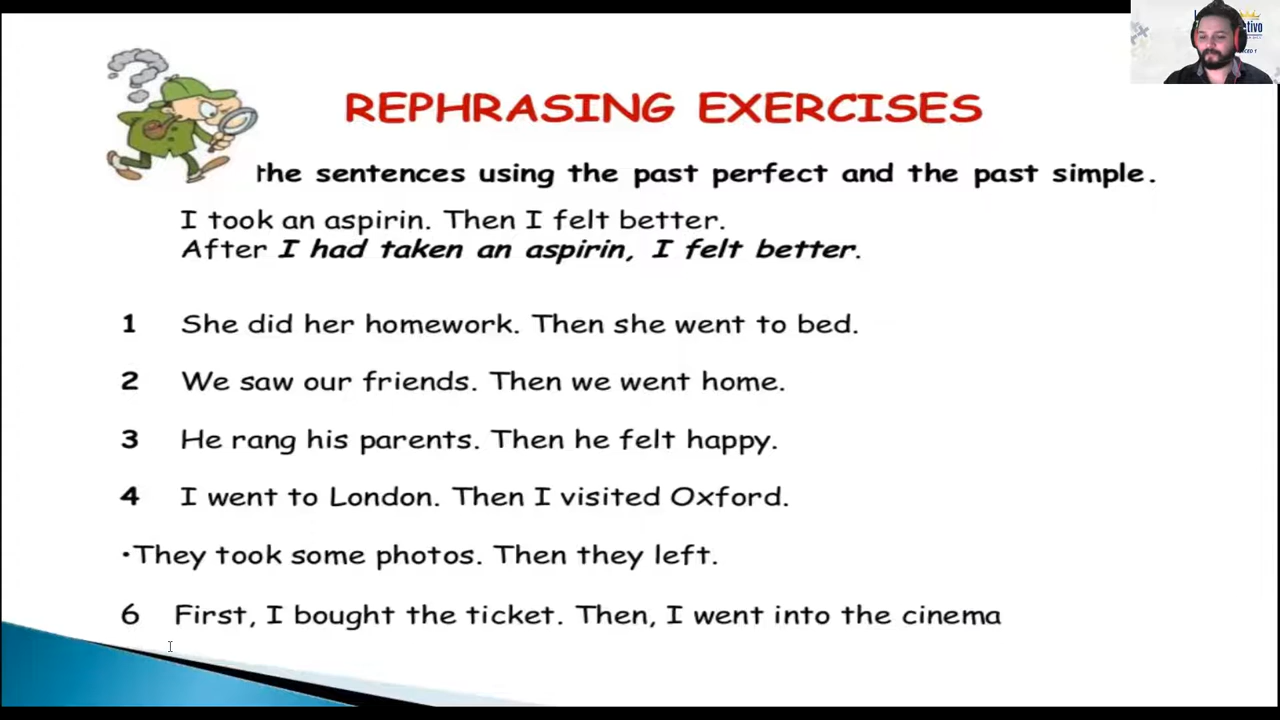 REPHRASING EXERCISES
the sentences using the past perfect and the past simple.
I took an aspirin. Then I felt better.
After I had taken an aspirin, I felt better.
1 She did her homework. Then she went to bed.
2 We saw our friends. Then we went home.
3 He rang his parents. Then he felt happy.
4 I went to London. Then I visited Oxford.
•They took some photos. Then they left.
6 First, I bought the ticket. Then, I went into the cinema